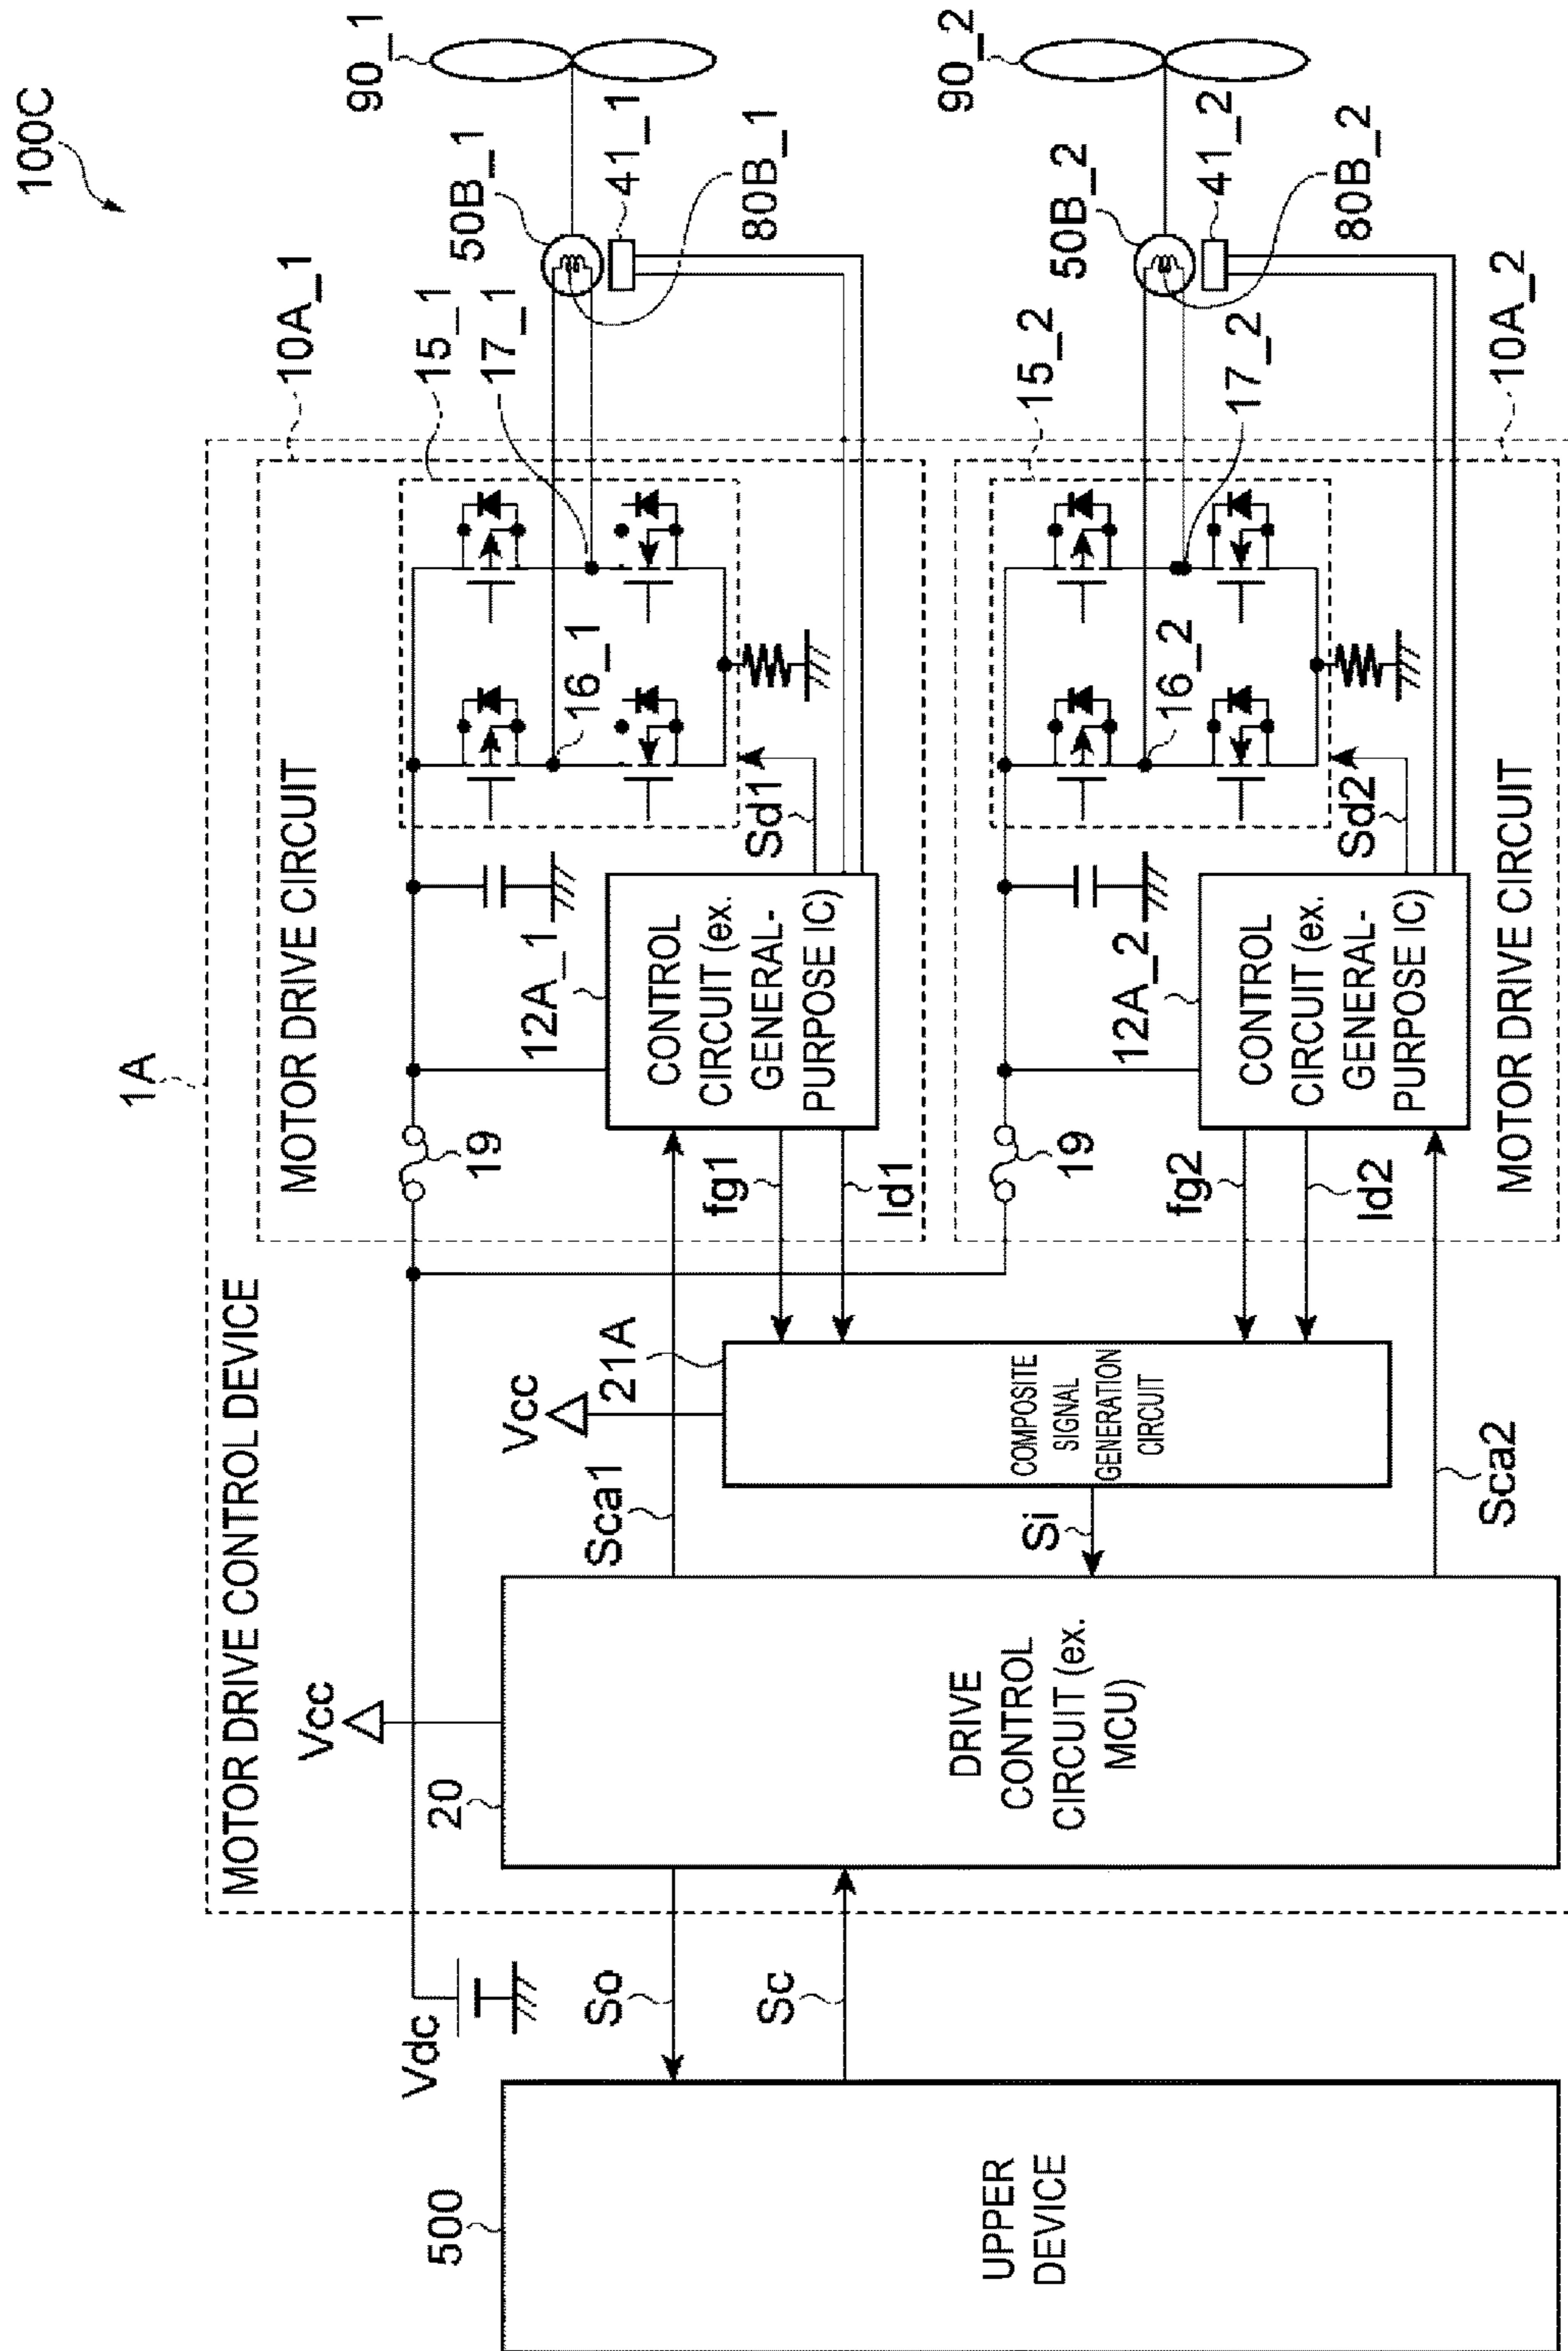 100C
1A
MOTOR DRIVE CONTROL DEVICE
10A_1
MOTOR DRIVE CIRCUIT
15_1
17_1
50B_1
90_1
41_1
80B_1
16_1
19
12A_1
CONTROL
CIRCUIT (ex.
GENERAL-
PURPOSE IC)
Sd1
fg1
ld1
Vdc
Vcc
Vcc
20
21A
Sca1
COMPOSITE
SIGNAL
GENERATION
CIRCUIT
Si
DRIVE
CONTROL
CIRCUIT (ex.
MCU)
So
Sc
500
UPPER
DEVICE
Sca2
15_2
17_2
50B_2
90_2
41_2
80B_2
10A_2
16_2
19
12A_2
CONTROL
CIRCUIT (ex.
GENERAL-
PURPOSE IC)
Sd2
fg2
ld2
MOTOR DRIVE CIRCUIT